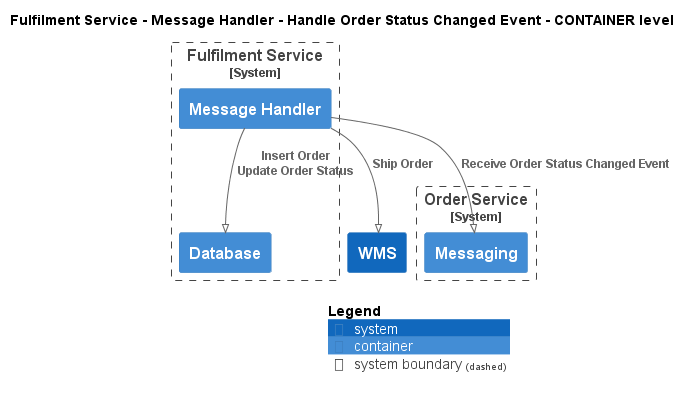 Fulfilment Service - Message Handler - Handle Order Status Changed Event - CONTAINER level
Fulfilment Service
[System]
Message Handler
Insert Order
Update Order Status
Ship Order
Receive Order Status Changed Event
Order Service
[System]
Database
WMS
Messaging
Legend
system
container
system boundary (dashed)